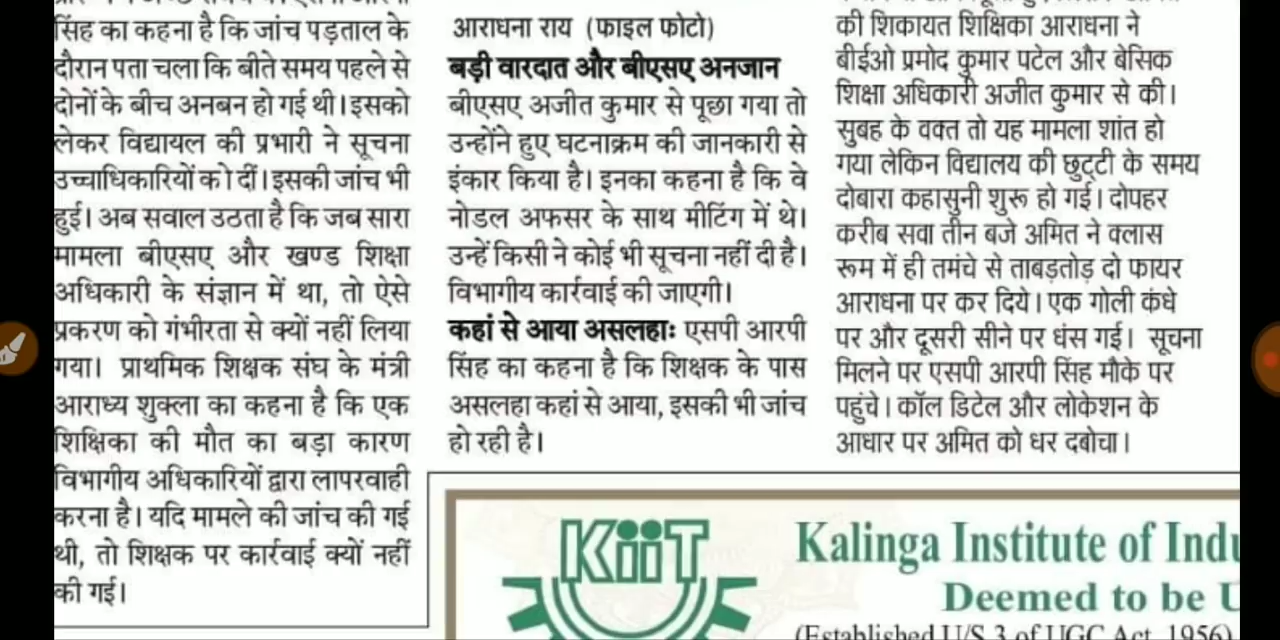 सिंह का कहना है कि जांच पड़ताल के
दौरान पता चला कि बीते समय पहले से
दोनों के बीच अनबन हो गई थी। इसको
लेकर विद्यायल की प्रभारी ने सूचना
उच्चाधिकारियों को दीं। इसकी जांच भी
हुई। अब सवाल उठता है कि जब सारा
मामला बीएसए और खण्ड शिक्षा
अधिकारी के संज्ञान में था, तो ऐसे
प्रकरण को गंभीरता से क्यों नहीं लिया
गया। प्राथमिक शिक्षक संघ के मंत्री
आराध्य शुक्ला का कहना है कि एक
शिक्षिका की मौत का बड़ा कारण
विभागीय अधिकारियों द्वारा लापरवाही
करना है। यदि मामले की जांच की गई
थी, तो शिक्षक पर कार्रवाई क्यों नहीं
की गई।
आराधना राय (फाइल फोटो)
बड़ी वारदात और बीएसए अनजान
बीएसए अजीत कुमार से पूछा गया तो
उन्होंने हुए घटनाक्रम की जानकारी से
इंकार किया है। इनका कहना है कि वे
नोडल अफसर के साथ मीटिंग में थे।
उन्हें किसी ने कोई भी सूचना नहीं दी है।
विभागीय कार्रवाई की जाएगी।
कहां से आया असलहाः एसपी आरपी
सिंह का कहना है कि शिक्षक के पास
असलहा कहां से आया, इसकी भी जांच
हो रही है।
की शिकायत शिक्षिका आराधना ने
बीईओ प्रमोद कुमार पटेल और बेसिक
शिक्षा अधिकारी अजीत कुमार से की।
सुबह के वक्त तो यह मामला शांत हो
गया लेकिन विद्यालय की छुट्टी के समय
दोबारा कहासुनी शुरू हो गई। दोपहर
करीब सवा तीन बजे अमित ने क्लास
रूम में ही तमंचे से ताबड़तोड़ दो फायर
आराधना पर कर दिये। एक गोली कंधे
पर और दूसरी सीने पर धंस गई। सूचना
मिलने पर एसपी आरपी सिंह मौके पर
पहुंचे। कॉल डिटेल और लोकेशन के
आधार पर अमित को धर दबोचा।
KiiT
Kalinga Institute of Indu
Deemed to be U
(Established U/S 3 of UGC Act, 1956)